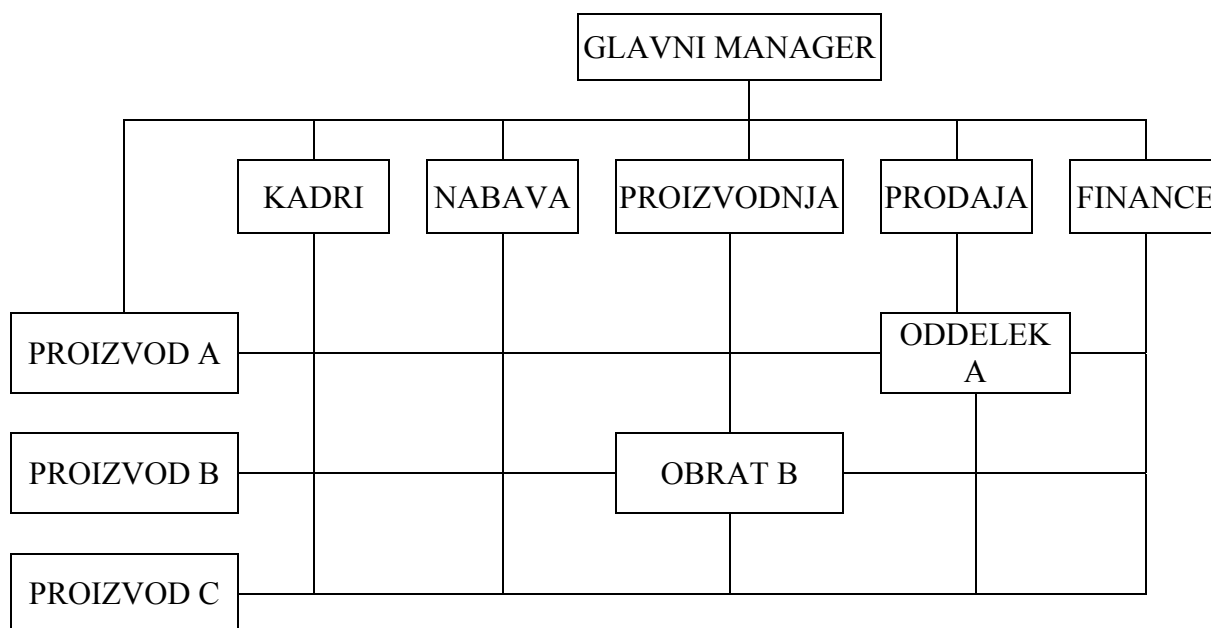 GLAVNI MANAGER
KADRI
NABAVA
PROIZVODNJA
PRODAJA
FINANCE
PROIZVOD A
ODDELEK
A
PROIZVOD B
OBRAT B
PROIZVOD C